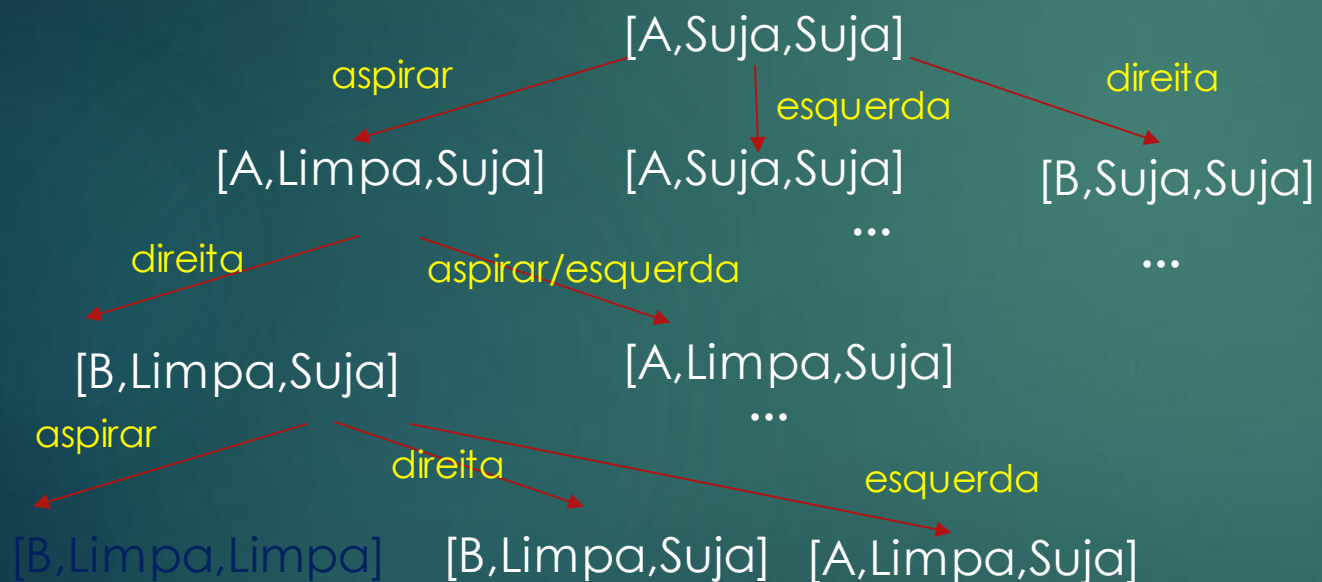 [A,Suja,Suja]
aspirar
direita
esquerda
[A,Limpa,Suja]
[A,Suja,Suja]
[B,Suja,Suja]
...
...
direita
aspirar/esquerda
[B,Limpa,Suja]
[A,Limpa,Suja]
...
aspirar
direita
esquerda
[B,Limpa,Limpa]
[B,Limpa,Suja]
[A,Limpa,Suja]